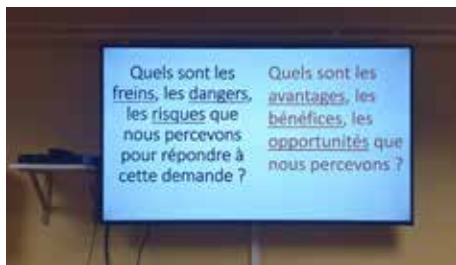 Quels sont les
freins, les dangers,
les risques que
nous percevons
pour répondre à
cette demande ?
Quels sont les
avantages, les
bénéfices, les
opportunités que
nous percevons ?